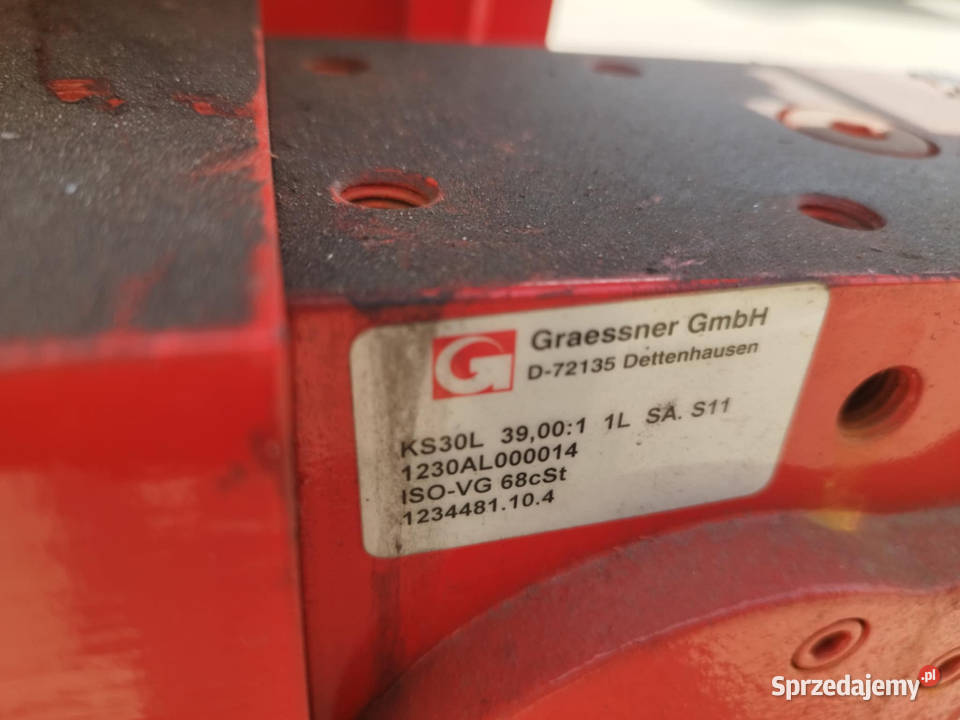 G Graessner GmbH
D-72135 Dettenhausen
KS30L 39,00:1 1L SA. S11
1230AL000014
ISO-VG 68cSt
1234481.10.4
Sprzedajemy.pl